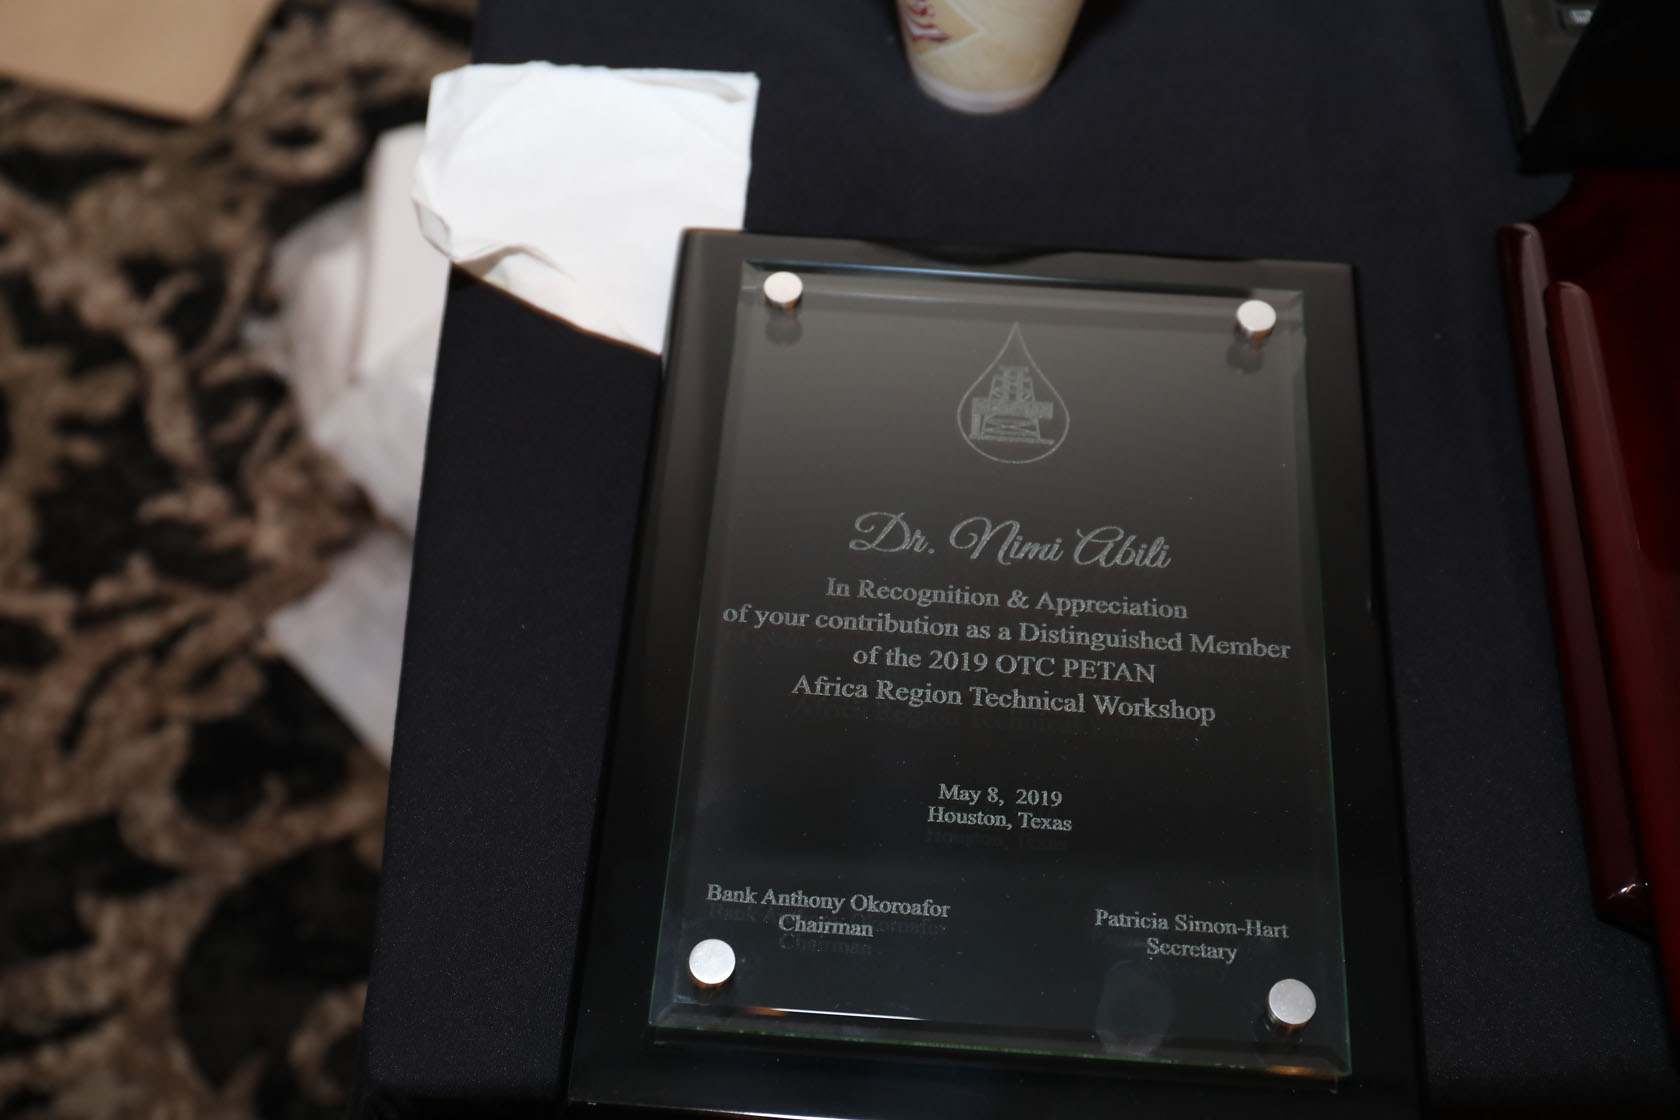 Dr. Nimi Abili
In Recognition & Appreciation
of your contribution as a Distinguished Member
of the 2019 OTC PETAN
Africa Region Technical Workshop
May 8, 2019
Houston, Texas
Bank Anthony Okoroafor
Chairman
Patricia Simon-Hart
Secretary